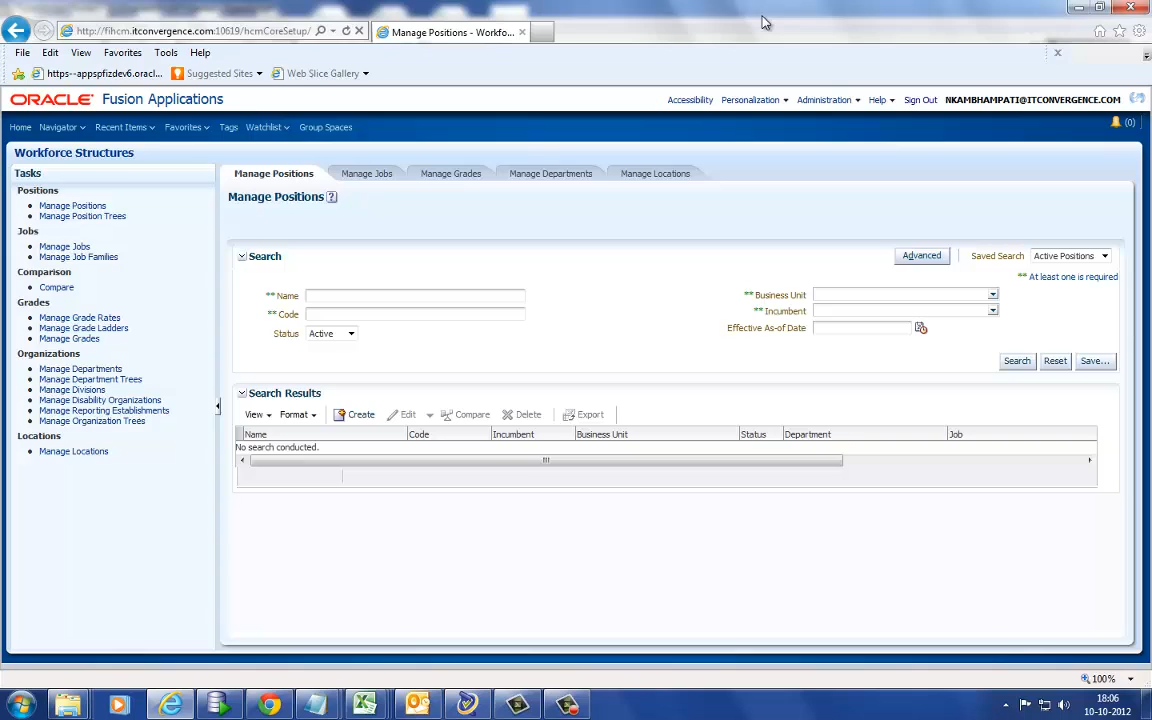 http://fihcm.itconvergence.com:10619/hcmCoreSetup/
Manage Positions - Workfo...
File Edit View Favorites Tools Help
https--appspfizdev6.oracl... Suggested Sites Web Slice Gallery
ORACLE Fusion Applications
Accessibility Personalization Administration Help Sign Out NKAMBHAMPATI@ITCONVERGENCE.COM
Home Navigator Recent Items Favorites Tags Watchlist Group Spaces (0)
Workforce Structures
Tasks
Positions
Manage Positions
Manage Position Trees
Jobs
Manage Jobs
Manage Job Families
Comparison
Compare
Grades
Manage Grade Rates
Manage Grade Ladders
Manage Grades
Organizations
Manage Departments
Manage Department Trees
Manage Divisions
Manage Disability Organizations
Manage Reporting Establishments
Manage Organization Trees
Locations
Manage Locations
Manage Positions Manage Jobs Manage Grades Manage Departments Manage Locations
Manage Positions ?
Search Advanced Saved Search Active Positions
** At least one is required
** Name
** Code
Status Active
** Business Unit
** Incumbent
Effective As-of Date
Search Reset Save...
Search Results
View Format Create Edit Compare Delete Export
Name Code Incumbent Business Unit Status Department Job
No search conducted.
100%
18:06
10-10-2012